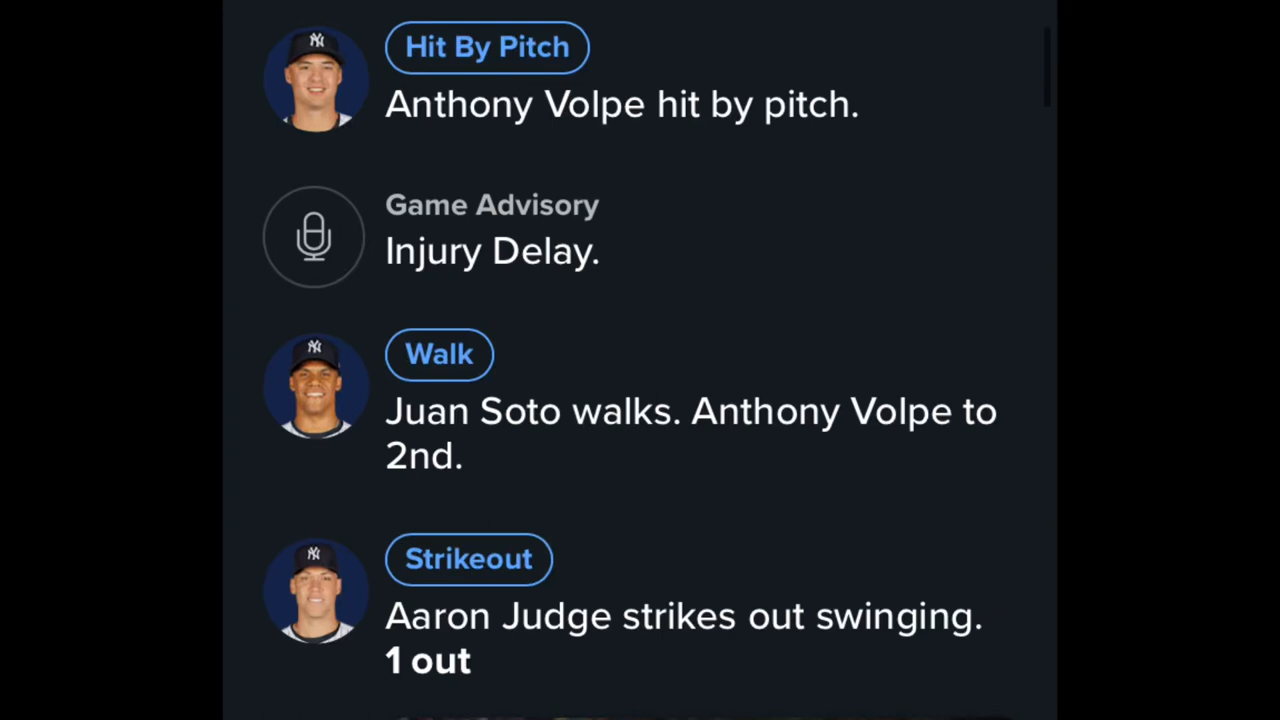 Hit By Pitch
Anthony Volpe hit by pitch.
Game Advisory
Injury Delay.
Walk
Juan Soto walks. Anthony Volpe to
2nd.
Strikeout
Aaron Judge strikes out swinging.
1 out